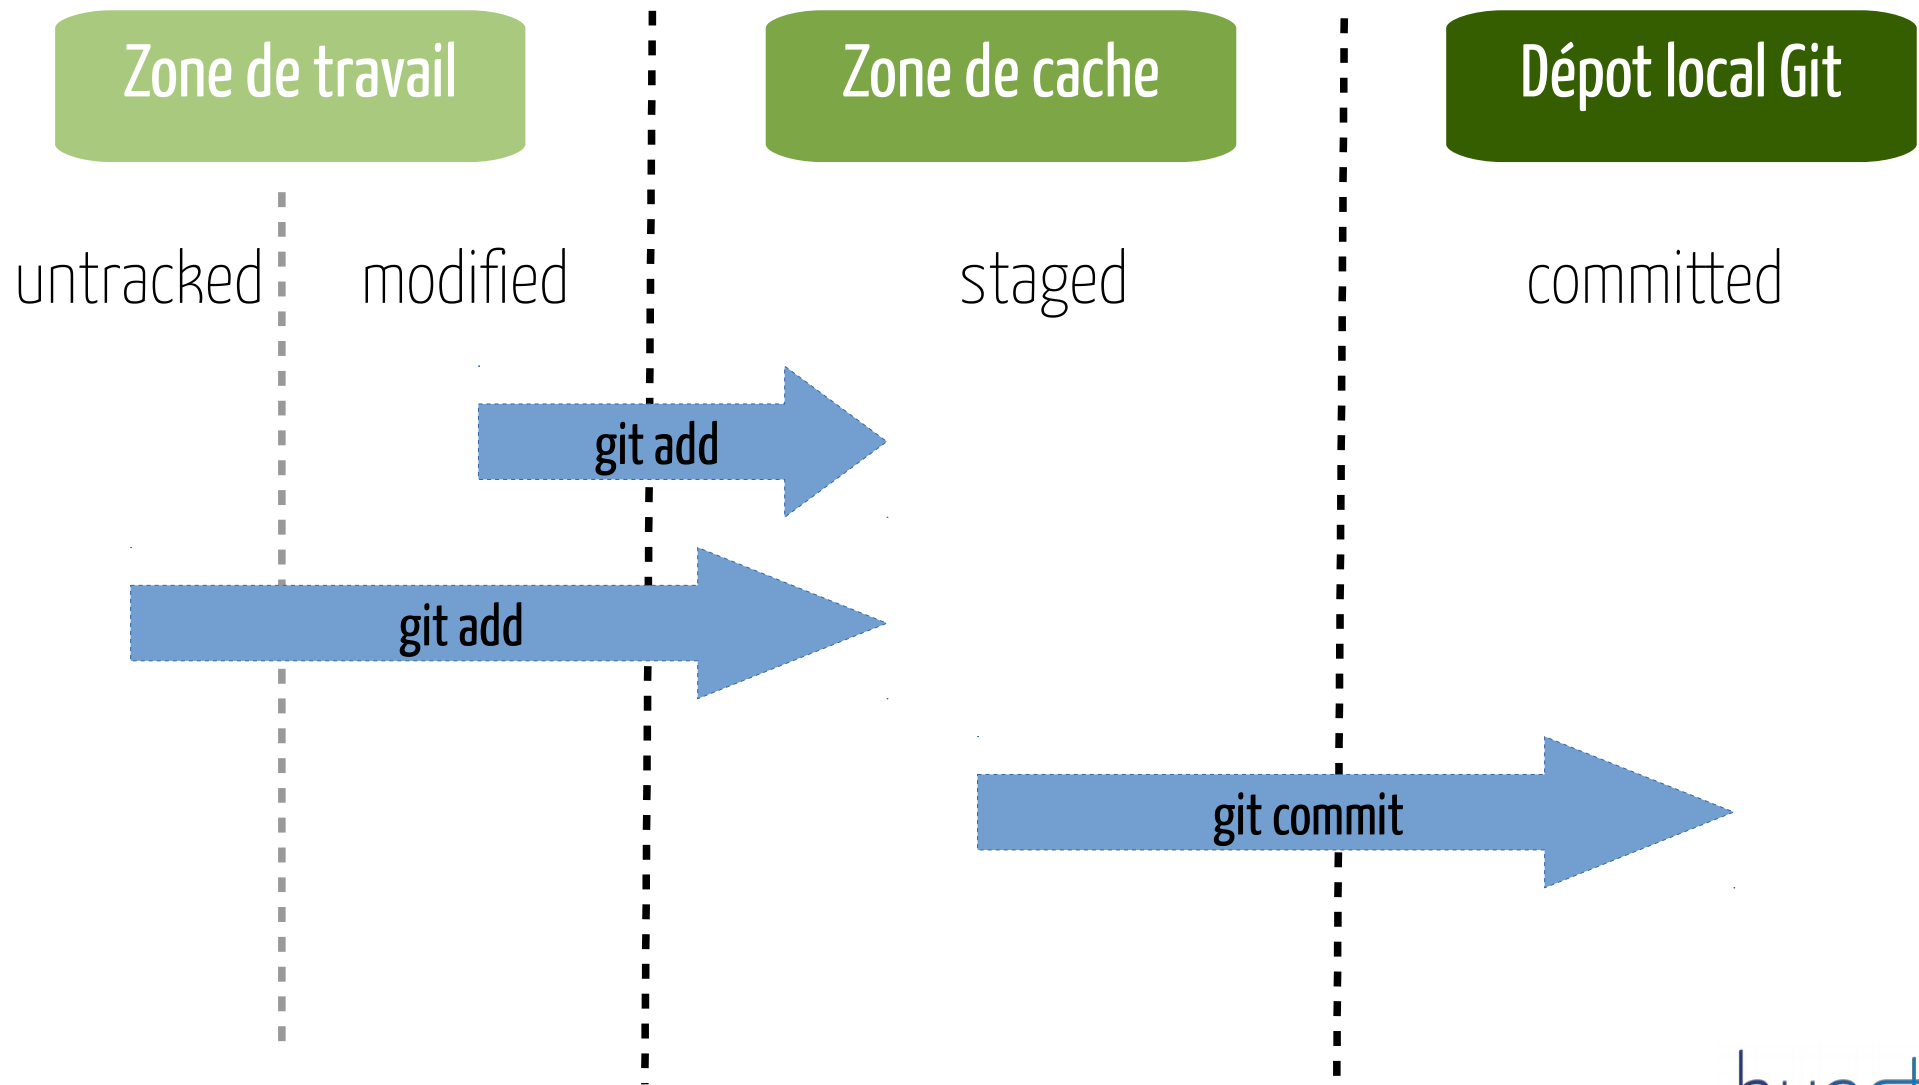 Zone de travail
Zone de cache
Dépot local Git
untracked
modified
staged
committed
git add
git add
git commit